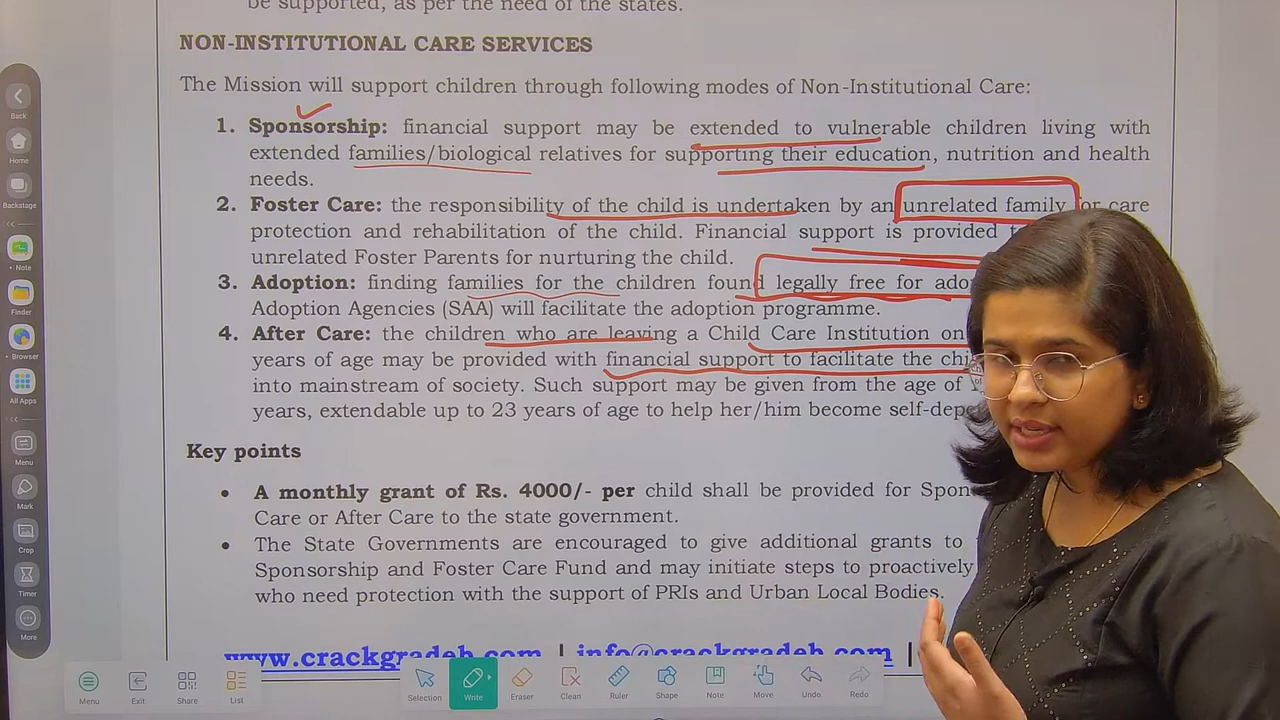 be supported, as per the need of the states.
NON-INSTITUTIONAL CARE SERVICES
The Mission will support children through following modes of Non-Institutional Care:
1. Sponsorship: financial support may be extended to vulnerable children living with
extended families/biological relatives for supporting their education, nutrition and health
needs.
2. Foster Care: the responsibility of the child is undertaken by an unrelated family for care
protection and rehabilitation of the child. Financial support is provided
unrelated Foster Parents for nurturing the child.
3. Adoption: finding families for the children found legally free for
Adoption Agencies (SAA) will facilitate the adoption programme.
4. After Care: the children who are leaving a Child Care Institution on
years of age may be provided with financial support to facilitate the
into mainstream of society. Such support may be given from the age of
years, extendable up to 23 years of age to help her/him become
Key points
• A monthly grant of Rs. 4000/- per child shall be provided for
Care or After Care to the state government.
• The State Governments are encouraged to give additional grants to
Sponsorship and Foster Care Fund and may initiate steps to proactively
who need protection with the support of PRIs and Urban Local Bodies.
www.crackgradeb.com | info@crackgradeb.com |
Back
Home
Backstage
Note
Finder
Browser
All Apps
Menu
Mark
Crop
Timer
More
Menu
Exit
Share
List
Selection
Write
Eraser
Clean
Ruler
Shape
Note
Move
Undo
Redo